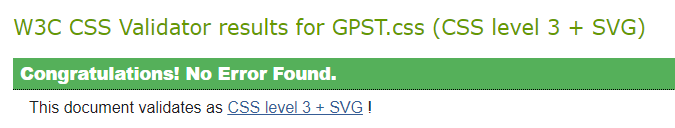 W3C CSS Validator results for GPST.css (CSS level 3 + SVG)
Congratulations! No Error Found.
This document validates as CSS level 3 + SVG !